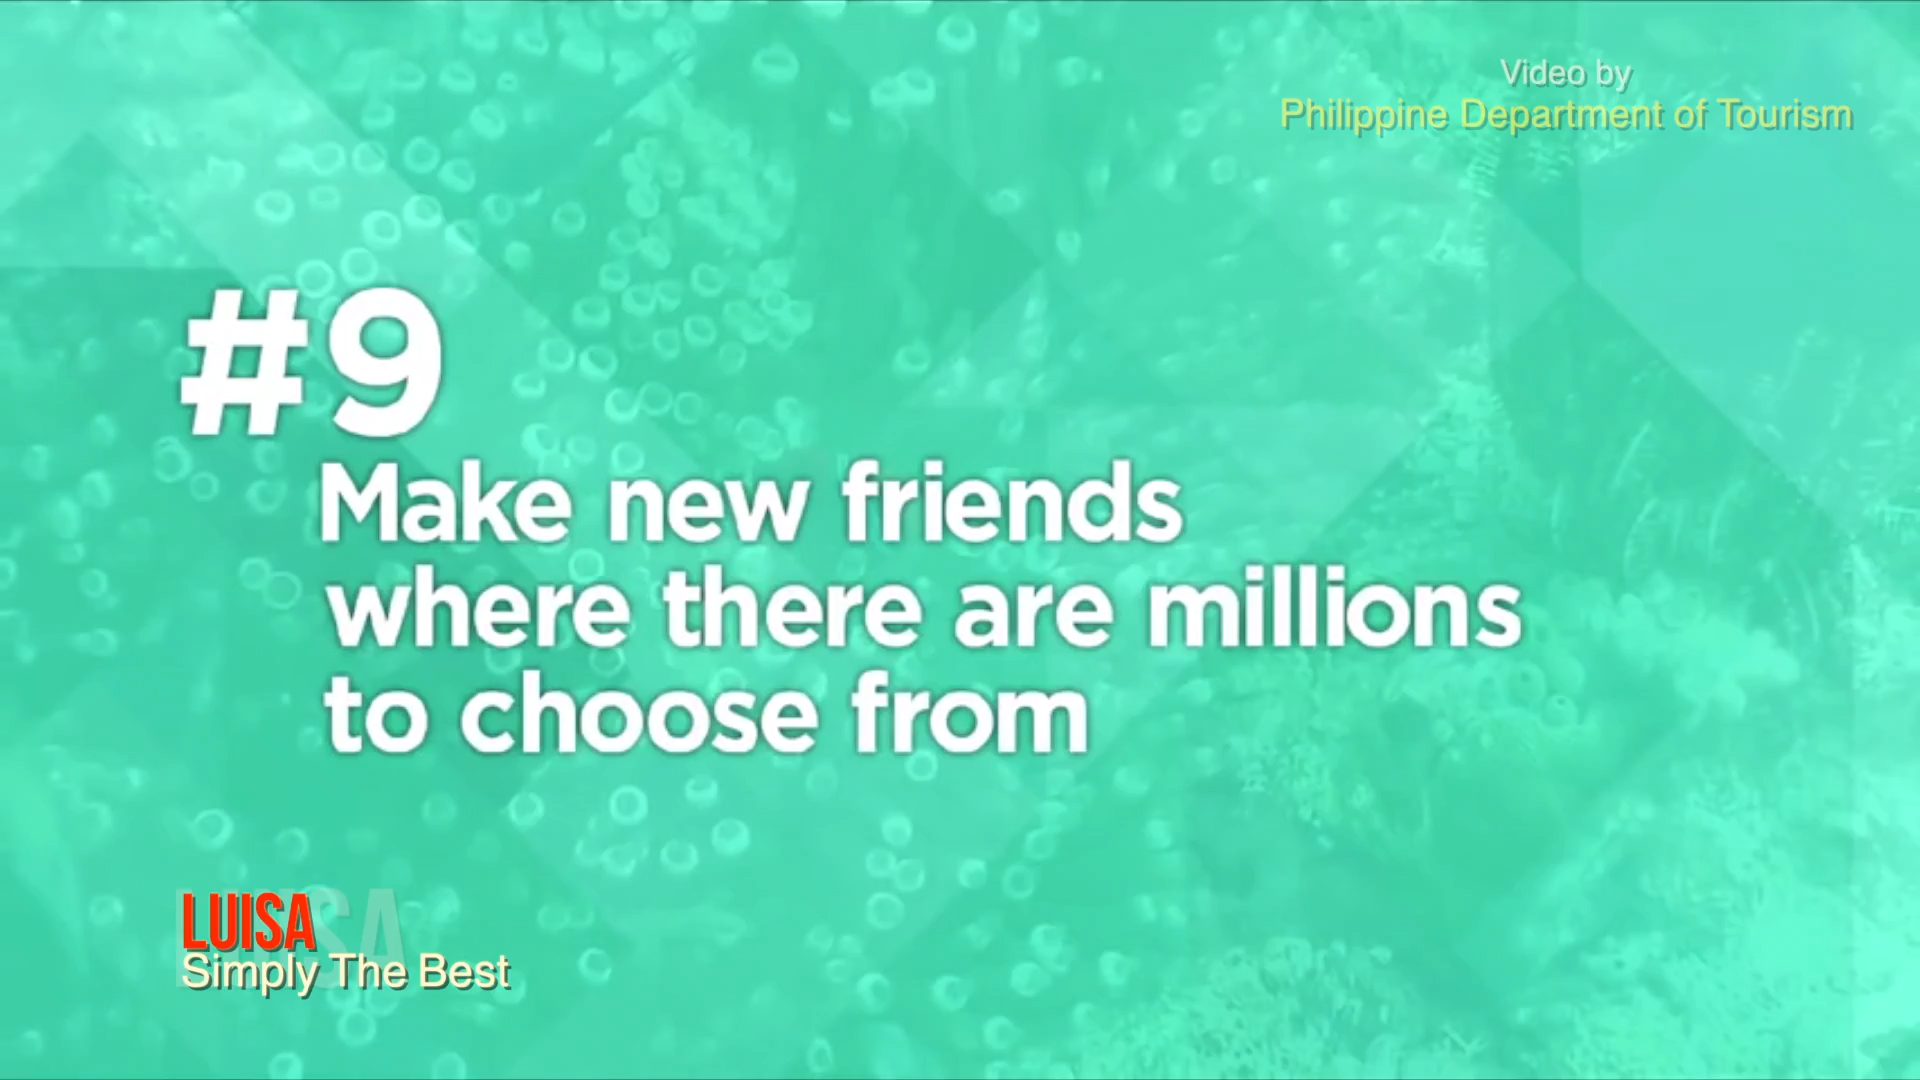 Video by
Philippine Department of Tourism
#9
Make new friends
where there are millions
to choose from
LUISA
Simply The Best